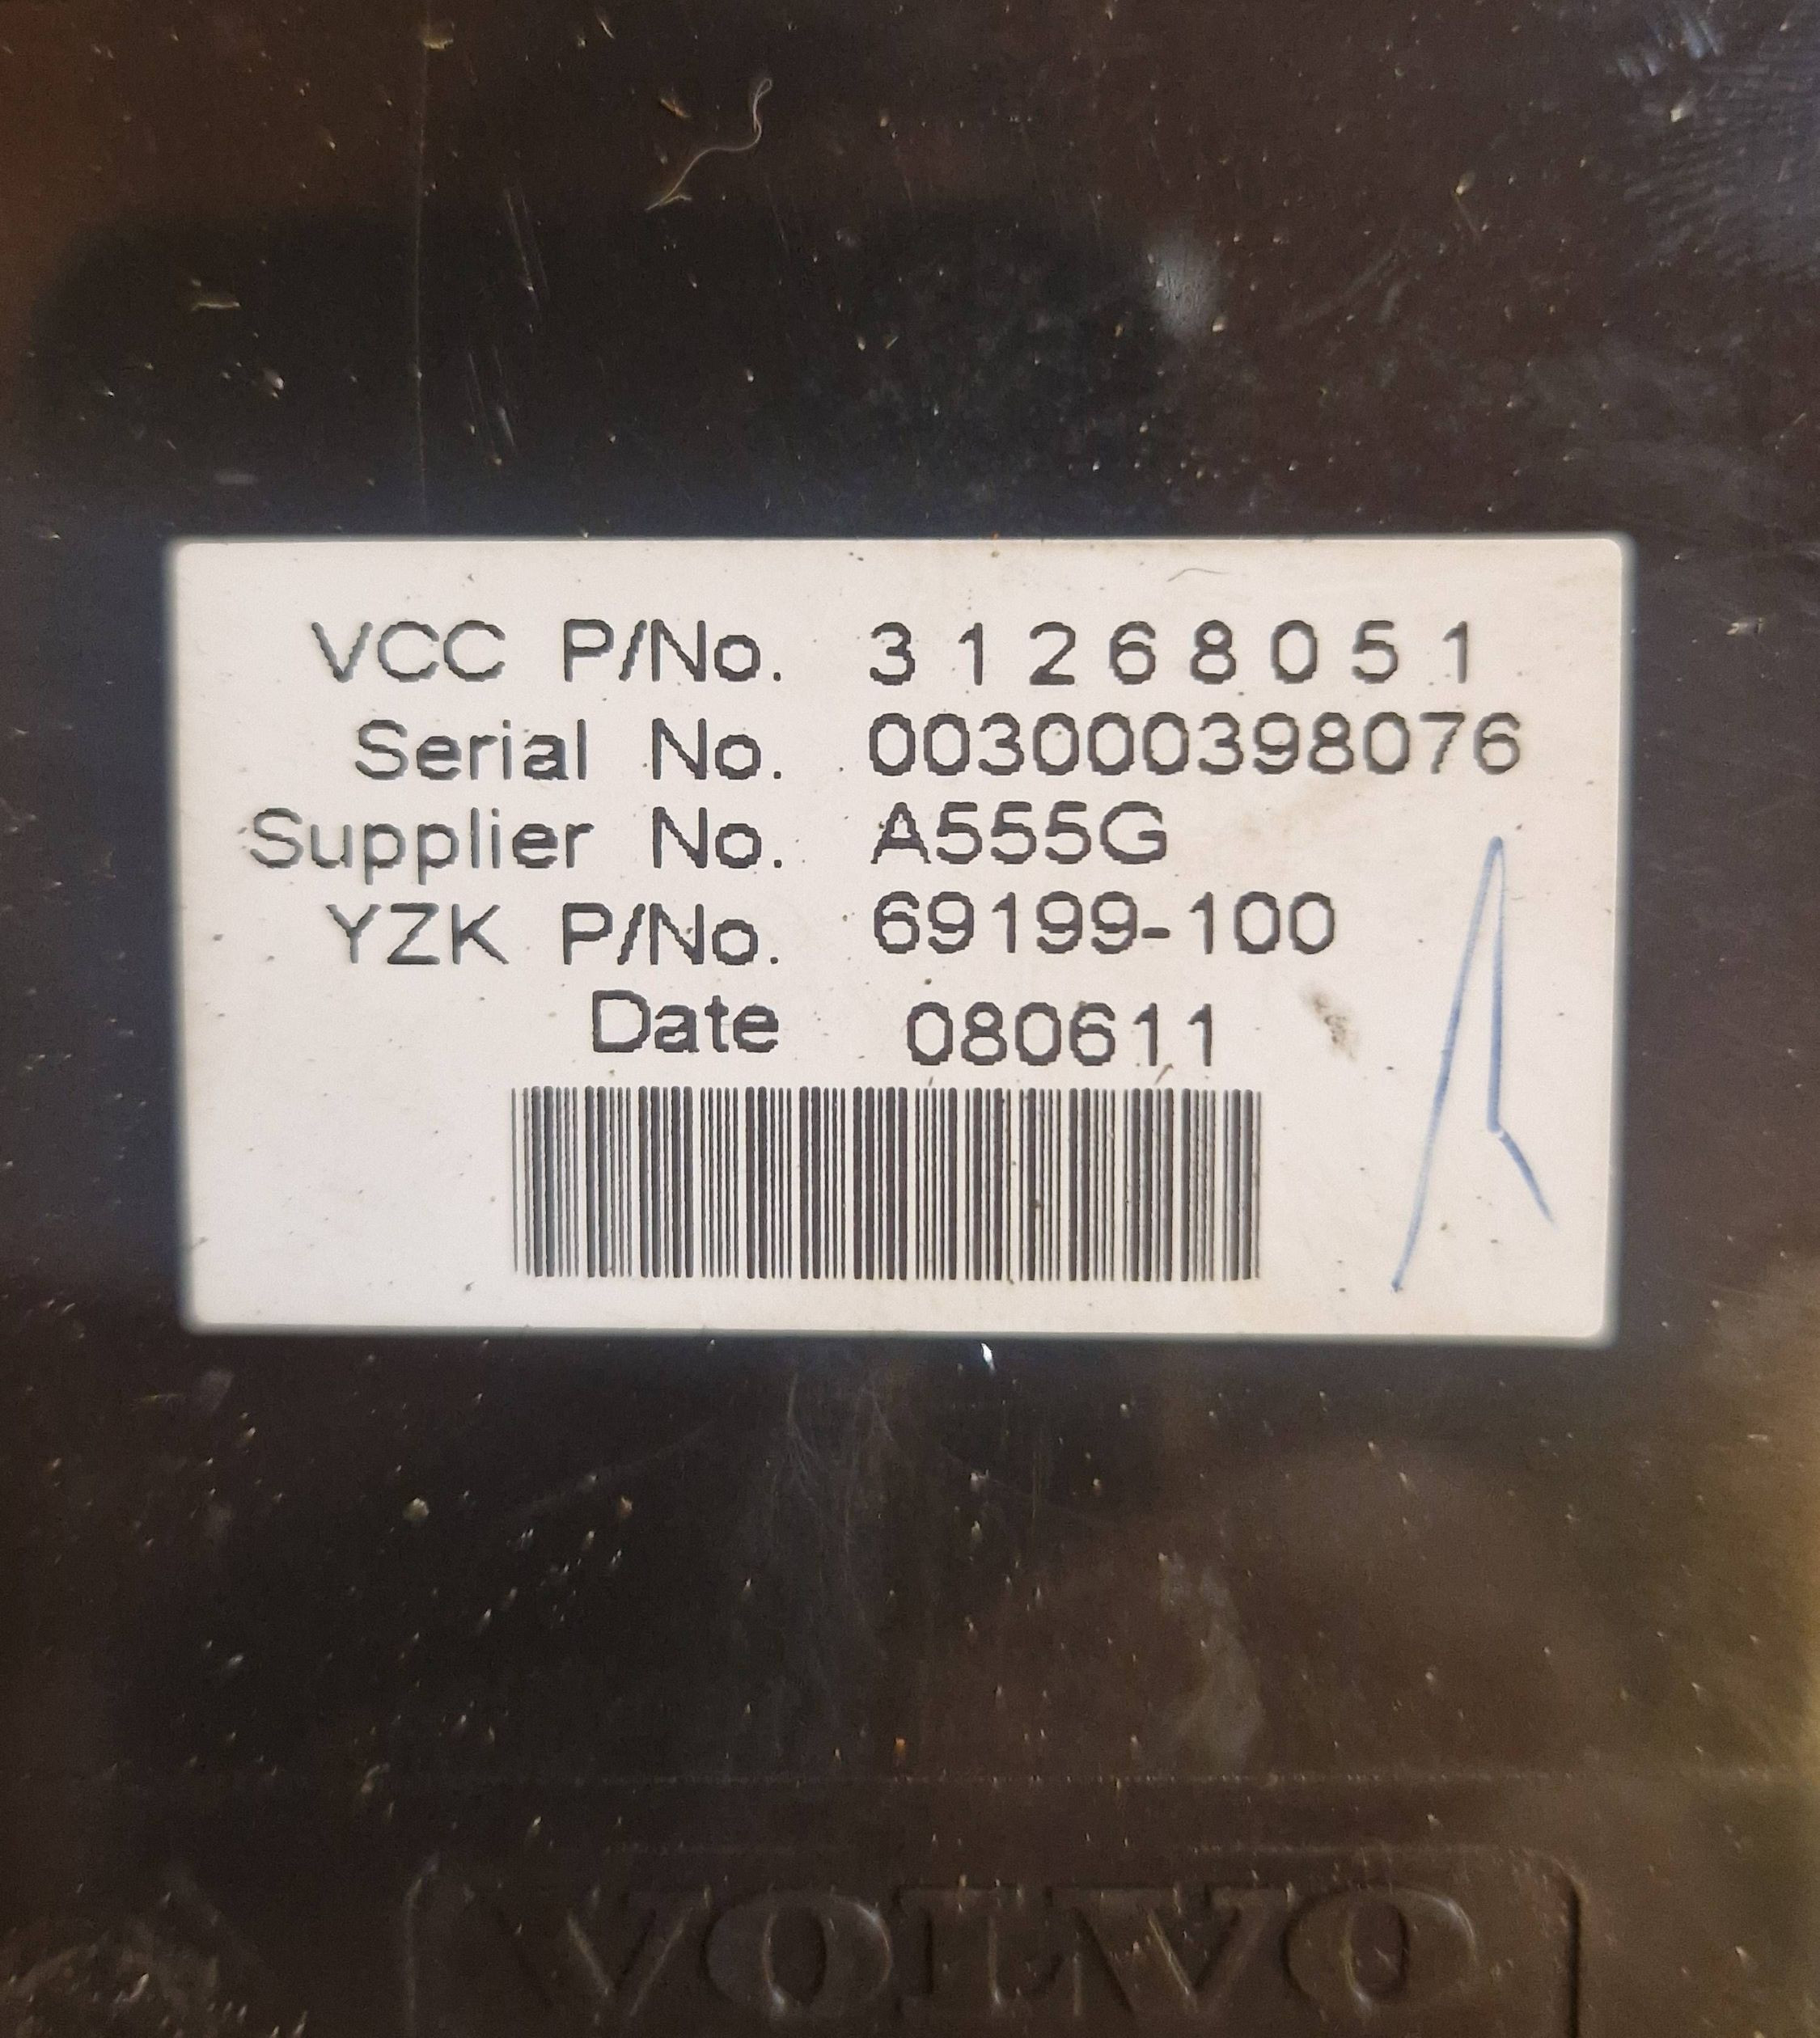 VCC P/No. 31268051
Serial No. 003000398076
Supplier No. A555G
YZK P/No. 69199-100
Date 080611
VOLVO